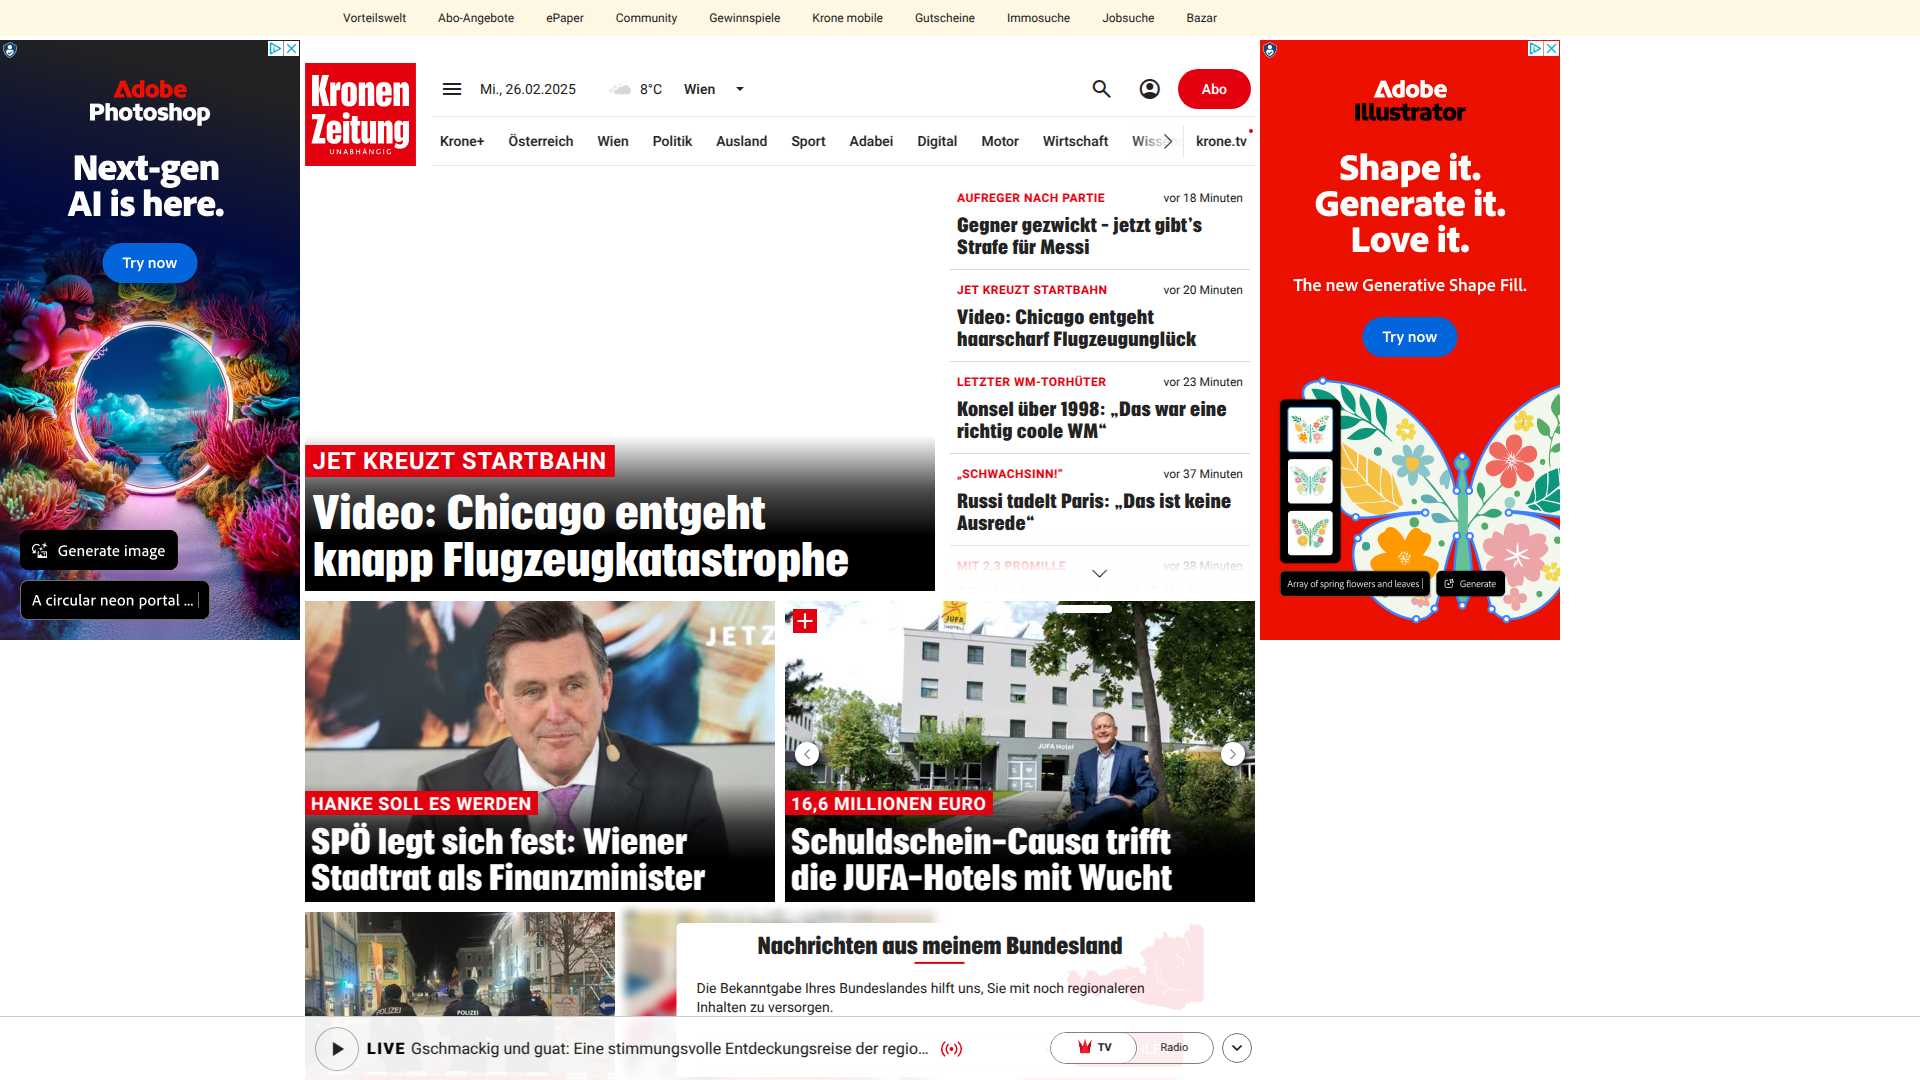 Vorteilswelt
Abo-Angebote
ePaper
Community
Gewinnspiele
Krone mobile
Gutscheine
Immosuche
Jobsuche
Bazar
Adobe
Photoshop
Next-gen
AI is here.
Try now
Generate image
A circular neon portal ...
Kronen
Zeitung
UNABHÄNGIG
Mi., 26.02.2025
8°C
Wien
Abo
Krone+
Österreich
Wien
Politik
Ausland
Sport
Adabei
Digital
Motor
Wirtschaft
Wiss
krone.tv
JET KREUZT STARTBAHN
Video: Chicago entgeht
knapp Flugzeugkatastrophe
AUFREGER NACH PARTIE
vor 18 Minuten
Gegner gezwickt - jetzt gibt’s
Strafe für Messi
JET KREUZT STARTBAHN
vor 20 Minuten
Video: Chicago entgeht
haarscharf Flugzeugunglück
LETZTER WM-TORHÜTER
vor 23 Minuten
Konsel über 1998: „Das war eine
richtig coole WM“
„SCHWACHSINN!“
vor 37 Minuten
Russi tadelt Paris: „Das ist keine
Ausrede“
MIT 2,3 PROMILLE
vor 38 Minuten
Adobe
Illustrator
Shape it.
Generate it.
Love it.
The new Generative Shape Fill.
Try now
Array of spring flowers and leaves
Generate
JETZ
HANKE SOLL ES WERDEN
SPÖ legt sich fest: Wiener
Stadtrat als Finanzminister
JUFA
HOTELS
JUFA Hotel
16,6 MILLIONEN EURO
Schuldschein-Causa trifft
die JUFA-Hotels mit Wucht
POLIZEI
POLIZEI
Nachrichten aus meinem Bundesland
Die Bekanntgabe Ihres Bundeslandes hilft uns, Sie mit noch regionaleren
Inhalten zu versorgen.
LIVE Gschmackig und guat: Eine stimmungsvolle Entdeckungsreise der regio...
TV
Radio